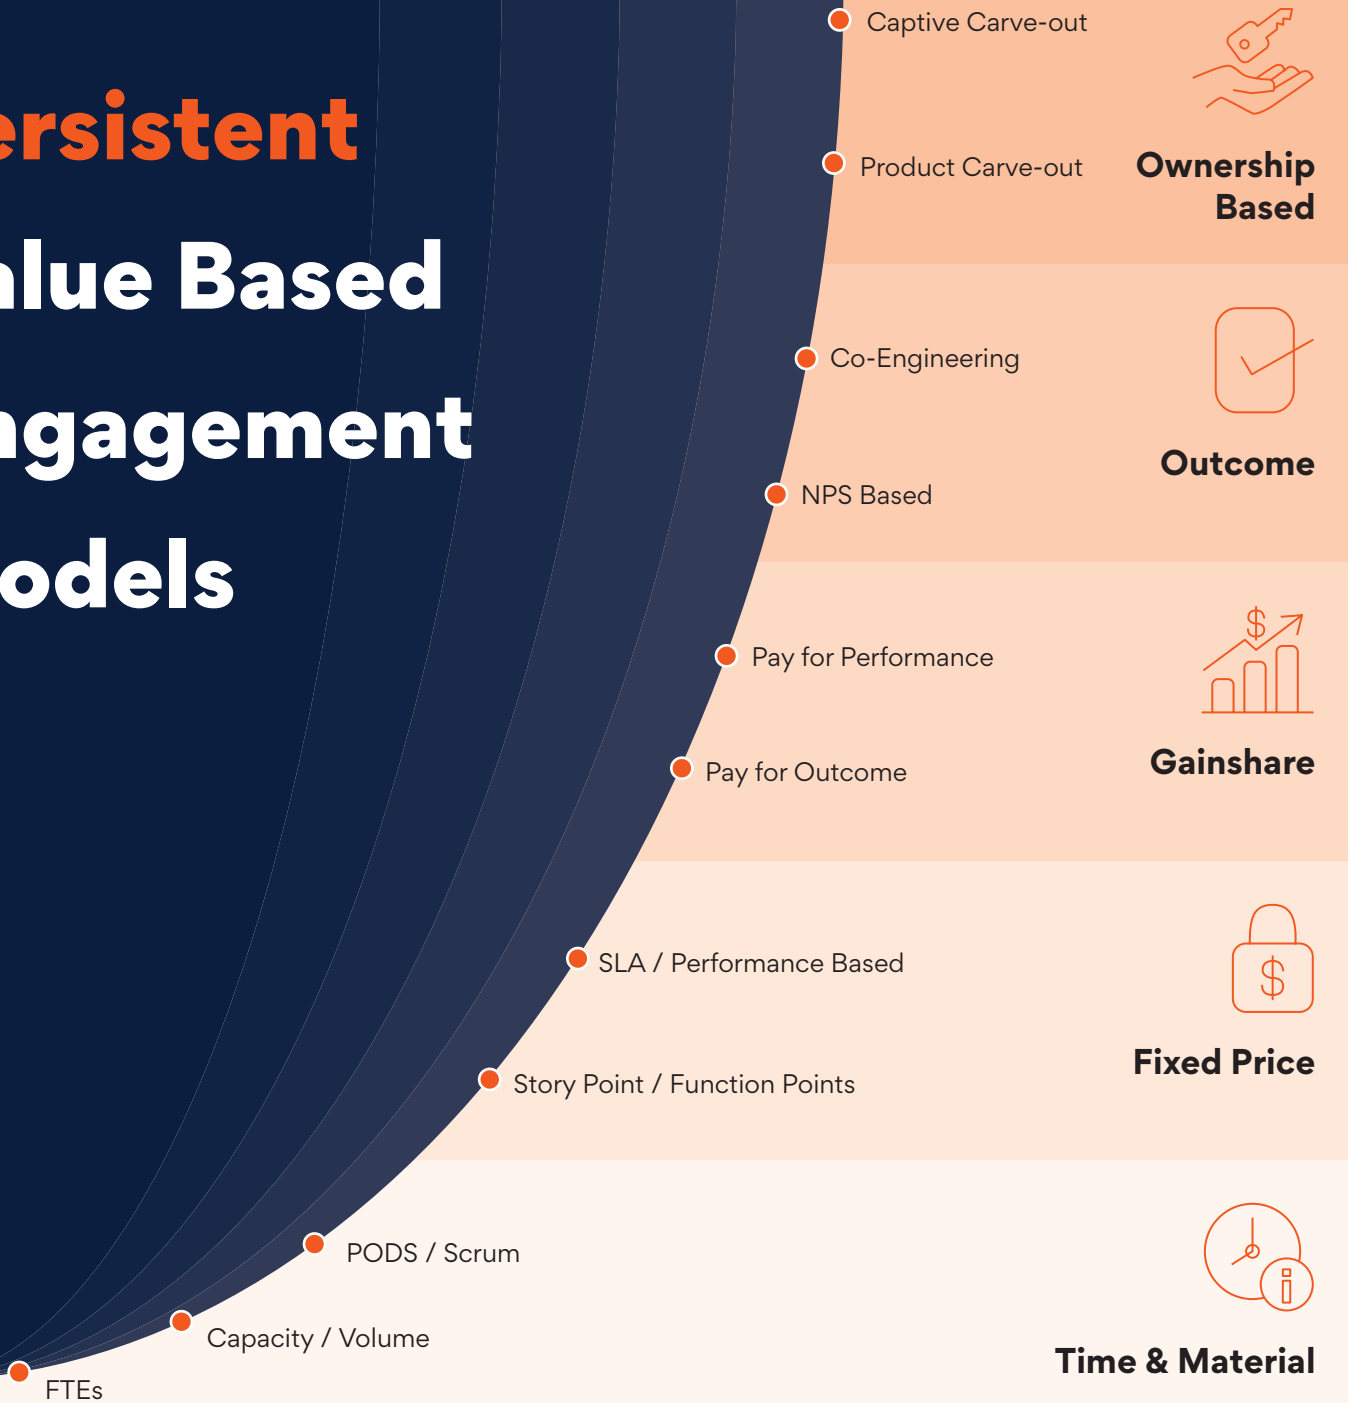 ersistent
alue Based
ngagement
odels
Captive Carve-out
Product Carve-out
Ownership
Based
Co-Engineering
NPS Based
Outcome
Pay for Performance
Pay for Outcome
Gainshare
SLA / Performance Based
Story Point / Function Points
Fixed Price
PODS / Scrum
Capacity / Volume
FTEs
Time & Material
$
$
i